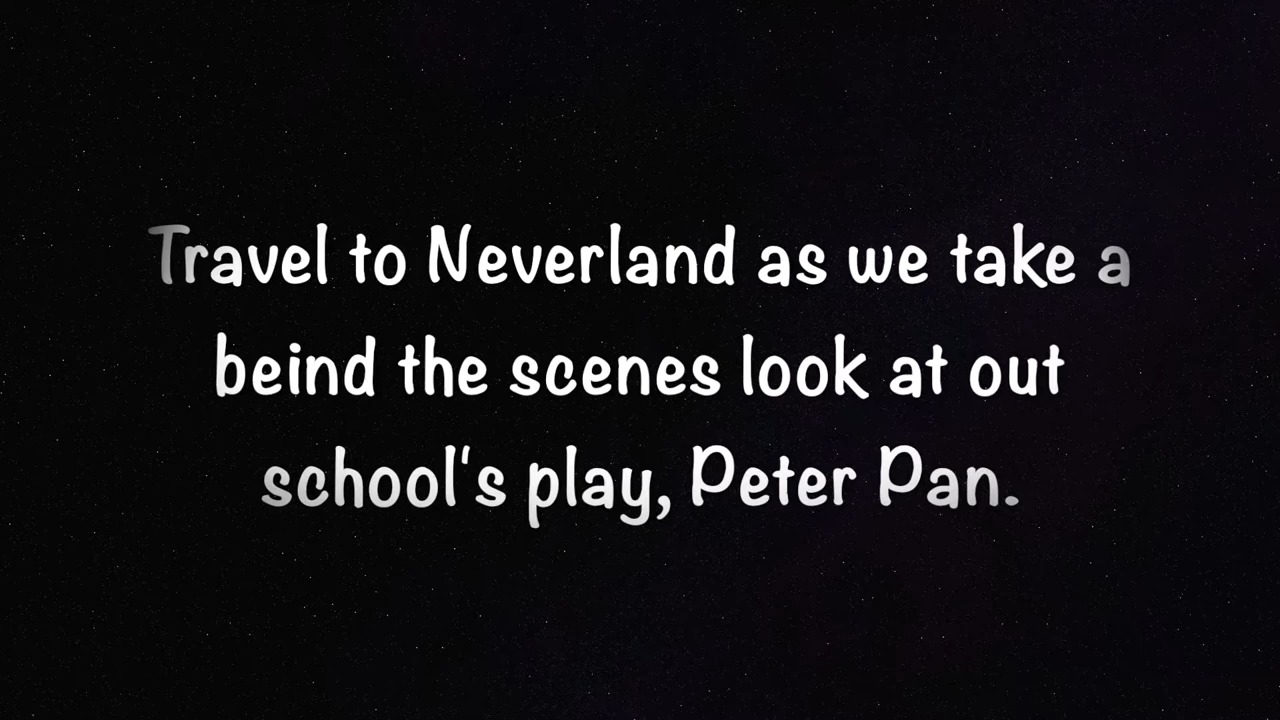 Travel to Neverland as we take a
beind the scenes look at out
school's play, Peter Pan.